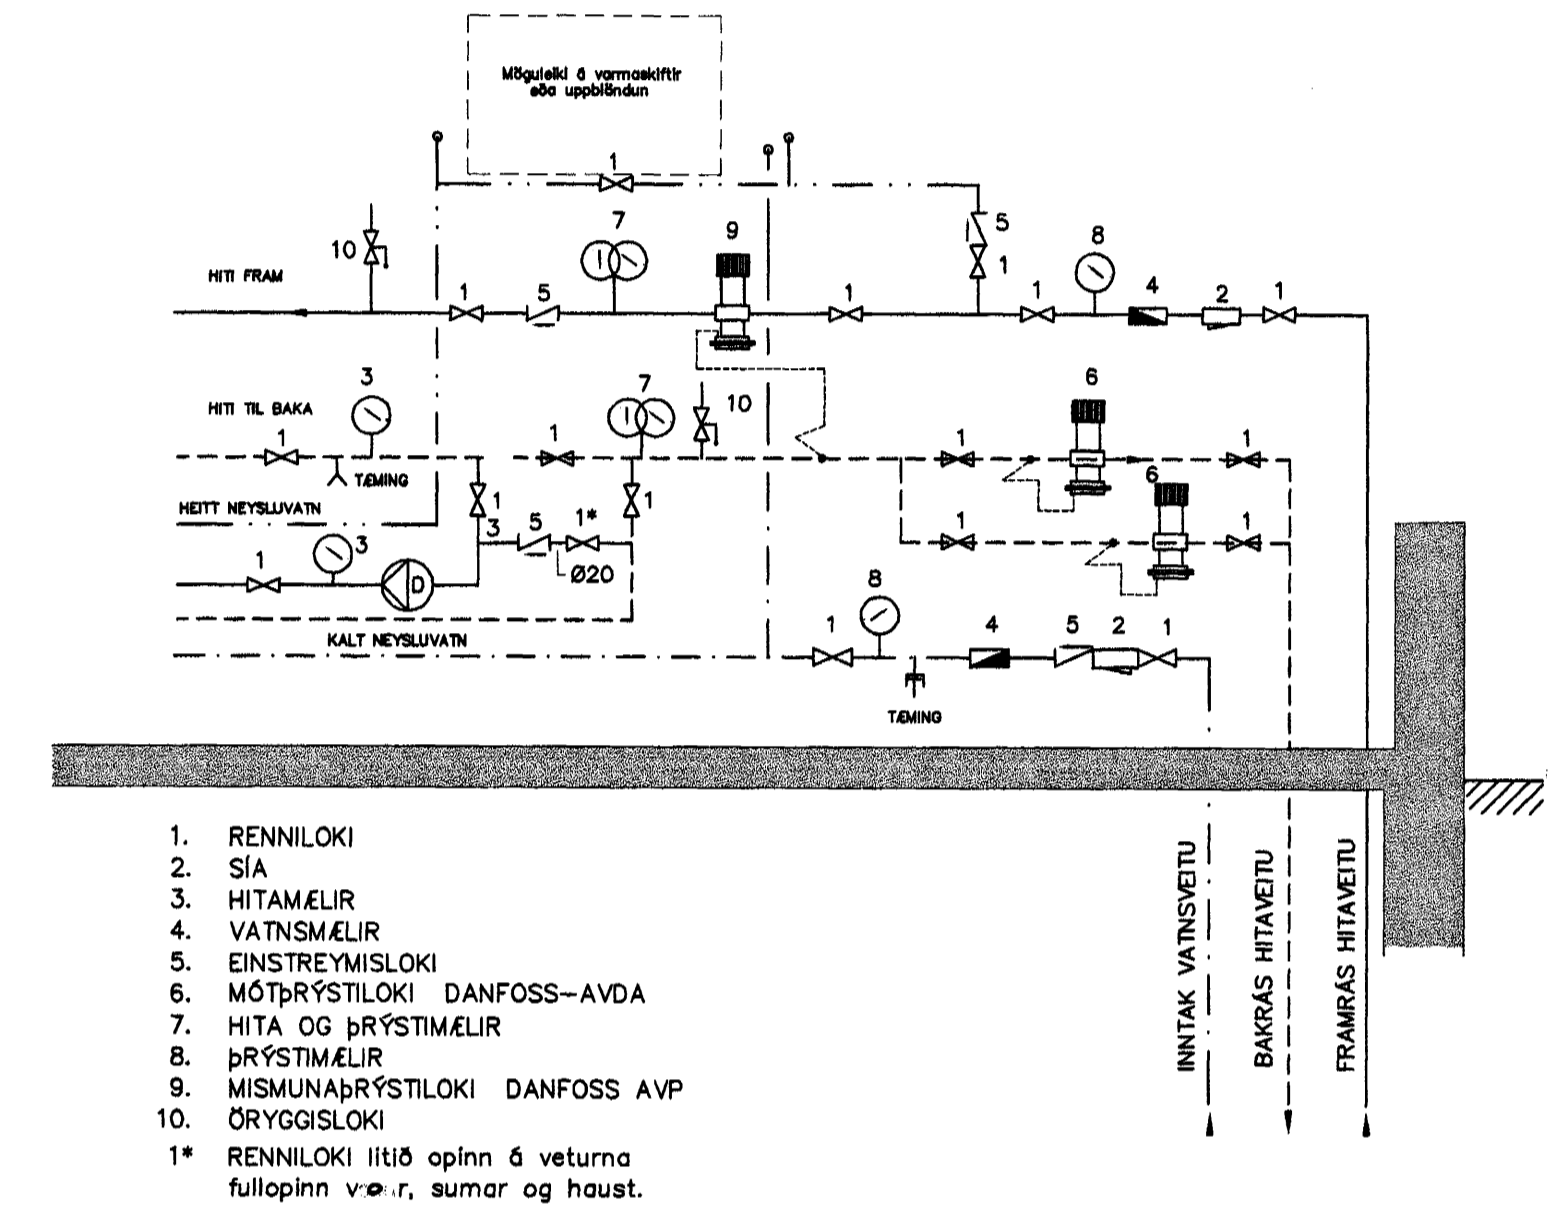 Möguleiki á varmaskiftir
eða uppblöndun
1
7
9
5
8
10
1
HITI FRAM
1
5
1
1
4
2
1
3
7
10
6
HITI TIL BAKA
1
1
1
1
TÆMING
6
HEITT NEYSLUVATN
1
1
3
5
1*
1
1
1
3
Ø20
D
8
KALT NEYSLUVATN
1
4
5
2
1
TÆMING
1. RENNILOKI
2. SÍA
3. HITAMÆLIR
4. VATNSMÆLIR
5. EINSTREYMISLOKI
6. MÓTÞRÝSTILOKI DANFOSS-AVDA
7. HITA OG ÞRÝSTIMÆLIR
8. ÞRÝSTIMÆLIR
9. MISMUNAÞRÝSTILOKI DANFOSS AVP
10. ÖRYGGISLOKI
1* RENNILOKI lítið opinn á veturna
fullopinn sumar og haust.
INNTAK VATNSVEITU
BAKRÁS HITAVEITU
FRAMRÁS HITAVEITU